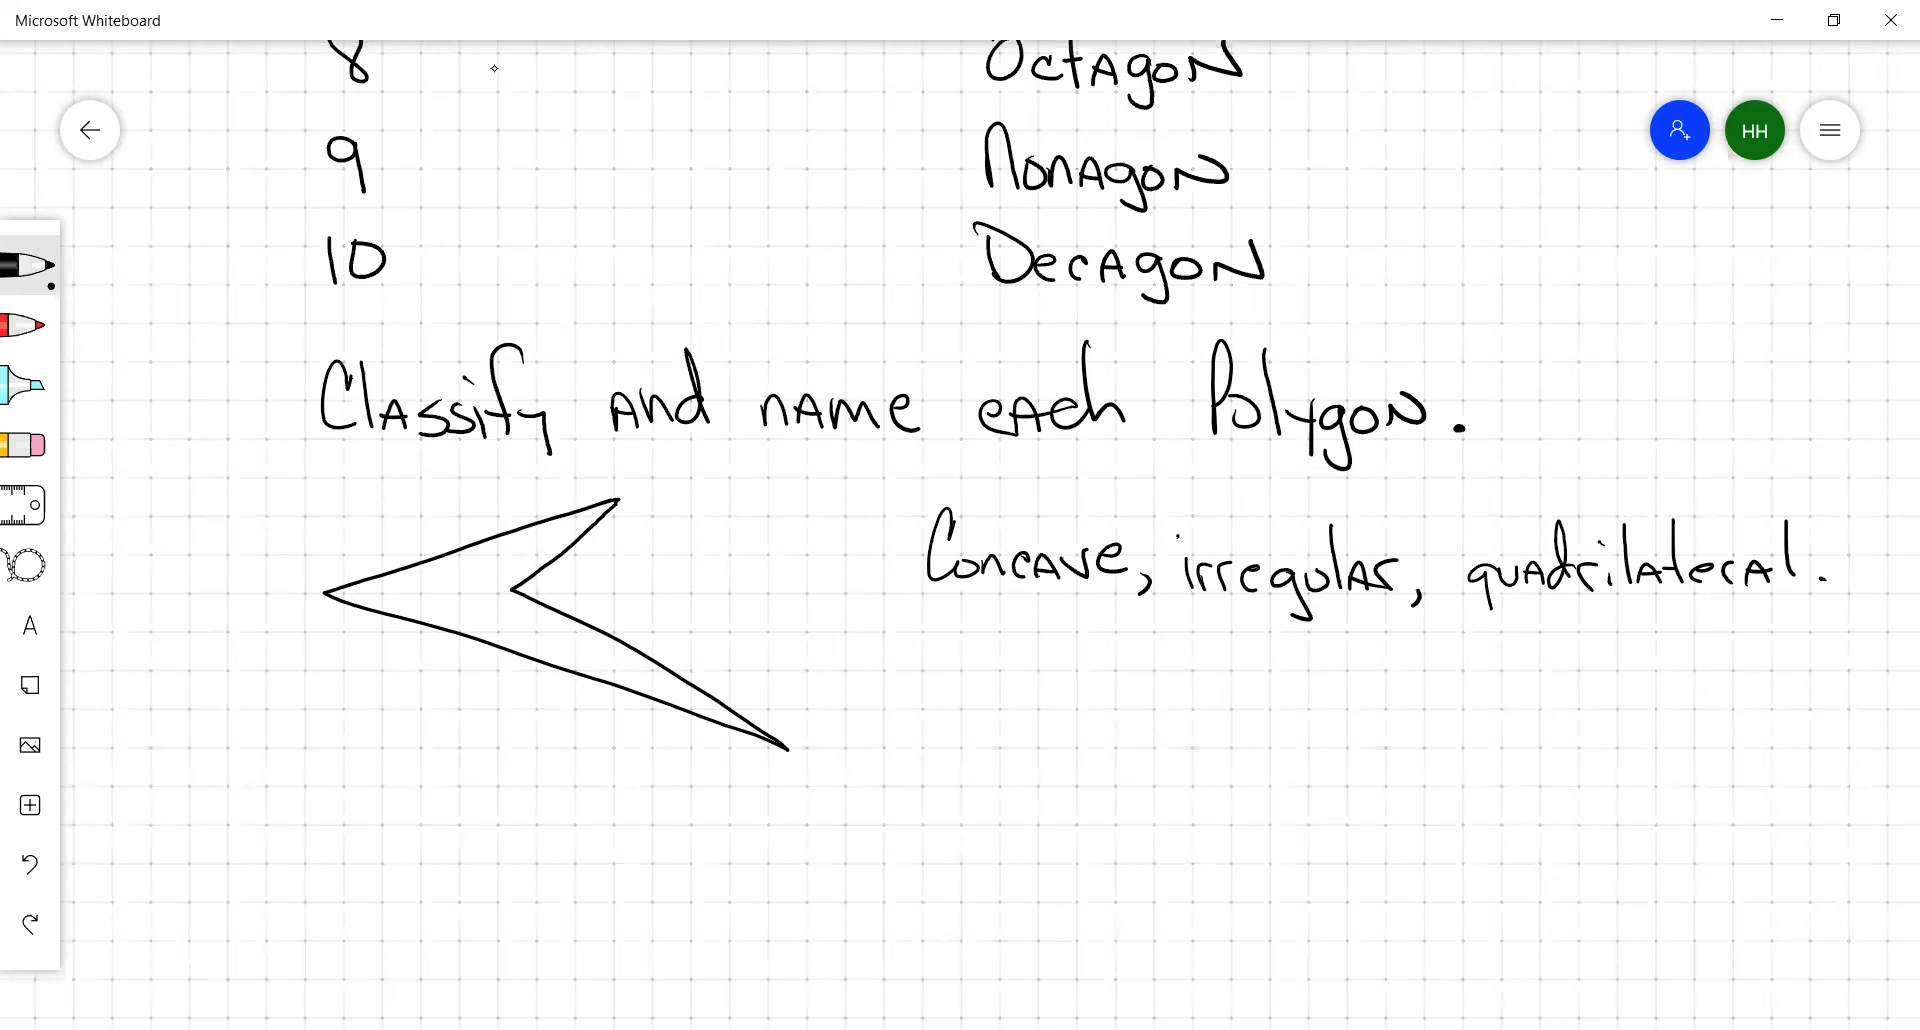 Microsoft Whiteboard
8 Octagon
HH
9 Nonagon
10 Decagon
Classify and name each Polygon.
Concave, irregular, quadrilateral.
A